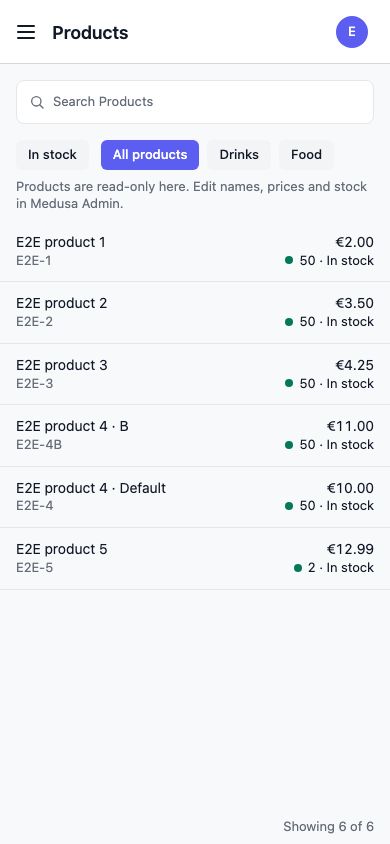 Products
E
Search Products
In stock
All products
Drinks
Food
Products are read-only here. Edit names, prices and stock
in Medusa Admin.
E2E product 1
€2.00
E2E-1
50 · In stock
E2E product 2
€3.50
E2E-2
50 · In stock
E2E product 3
€4.25
E2E-3
50 · In stock
E2E product 4 · B
€11.00
E2E-4B
50 · In stock
E2E product 4 · Default
€10.00
E2E-4
50 · In stock
E2E product 5
€12.99
E2E-5
2 · In stock
Showing 6 of 6